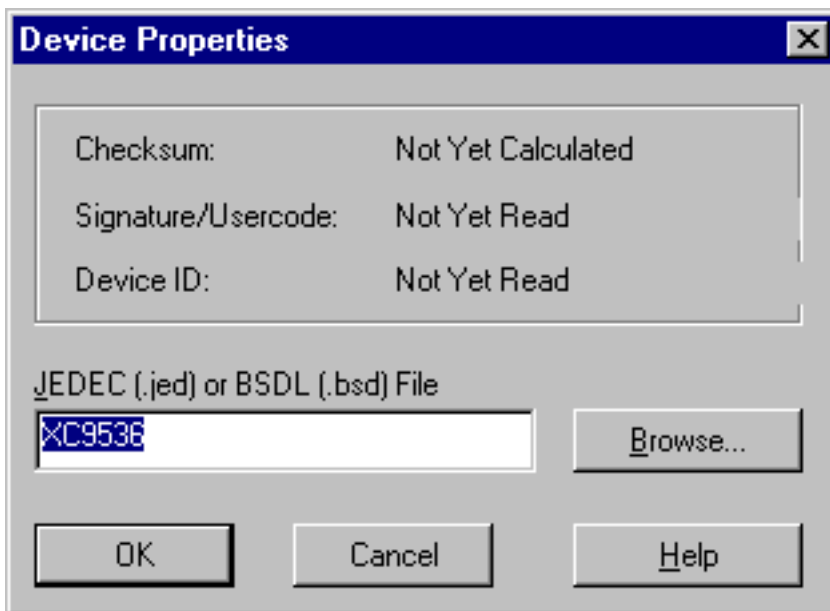 Device Properties
Checksum: Not Yet Calculated
Signature/Usercode: Not Yet Read
Device ID: Not Yet Read
JEDEC (.jed) or BSDL (.bsd) File
XC9536
Browse...
OK Cancel Help